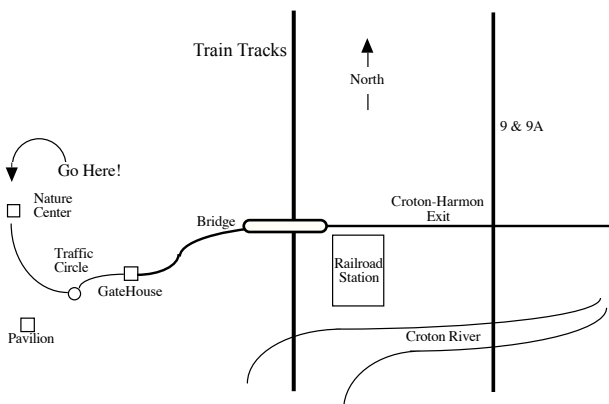 Train Tracks
North
9 & 9A
Go Here!
Nature
Center
Croton-Harmon
Exit
Bridge
Traffic
Circle
GateHouse
Railroad
Station
Croton River
Pavilion